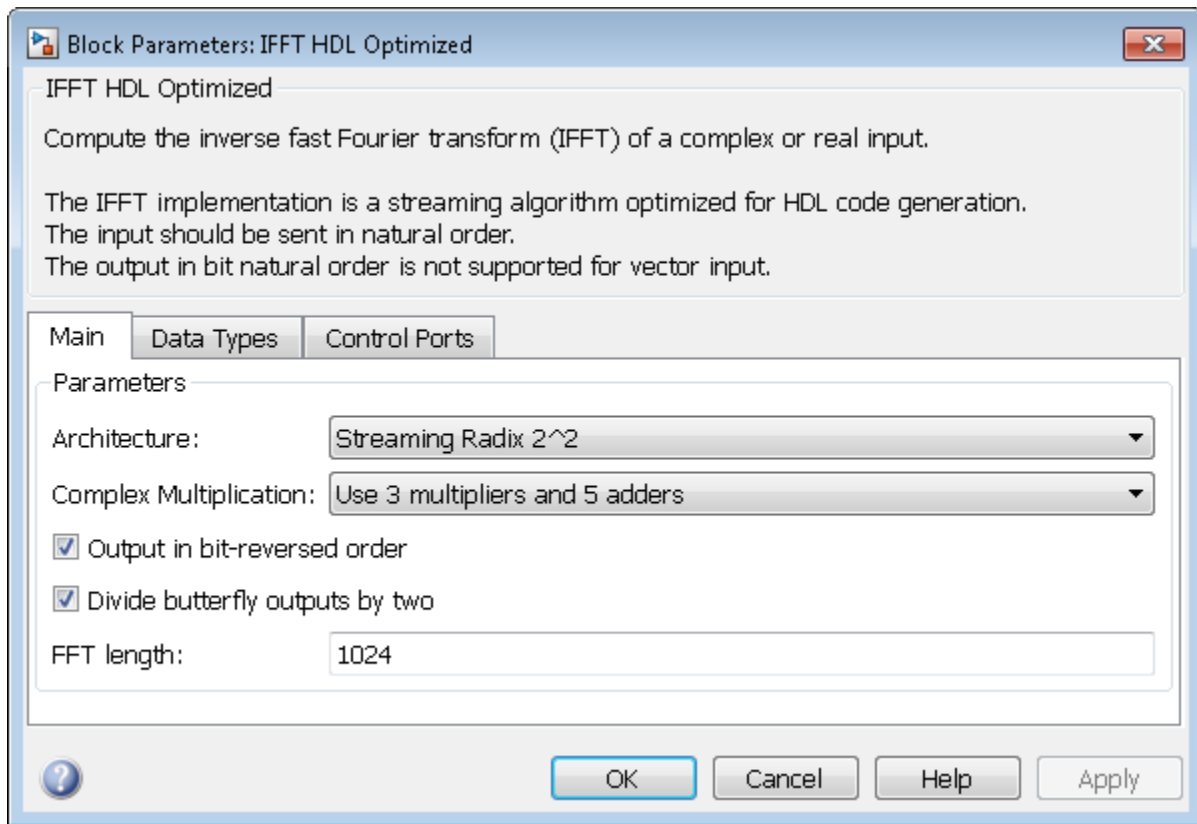 Block Parameters: IFFT HDL Optimized
IFFT HDL Optimized
Compute the inverse fast Fourier transform (IFFT) of a complex or real input.
The IFFT implementation is a streaming algorithm optimized for HDL code generation.
The input should be sent in natural order.
The output in bit natural order is not supported for vector input.
Main Data Types Control Ports
Parameters
Architecture: Streaming Radix 2^2
Complex Multiplication: Use 3 multipliers and 5 adders
Output in bit-reversed order
Divide butterfly outputs by two
FFT length: 1024
? OK Cancel Help Apply